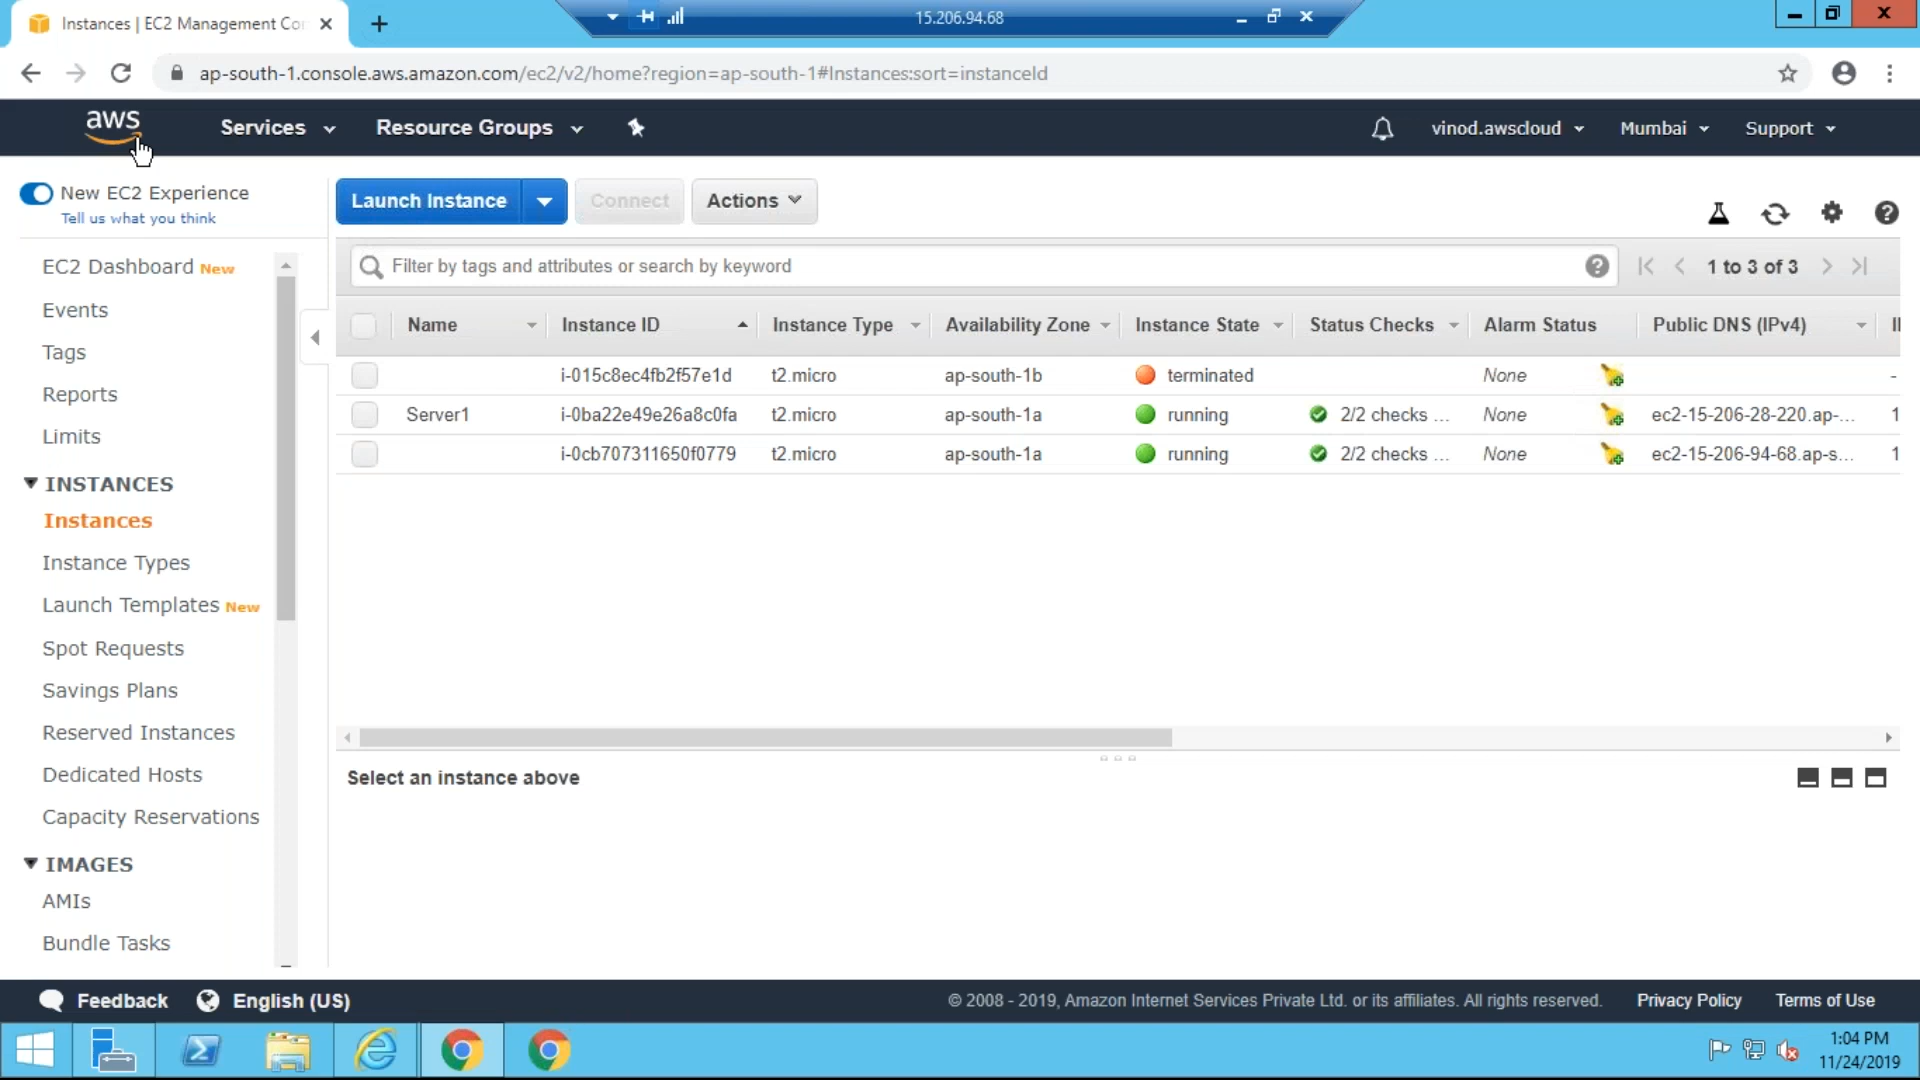 Instances | EC2 Management Co
15.206.94.68
ap-south-1.console.aws.amazon.com/ec2/v2/home?region=ap-south-1#Instances:sort=instanceId
aws Services Resource Groups vinod.awscloud Mumbai Support
New EC2 Experience
Tell us what you think
Launch Instance Connect Actions
EC2 Dashboard New
Events
Tags
Reports
Limits
INSTANCES
Instances
Instance Types
Launch Templates New
Spot Requests
Savings Plans
Reserved Instances
Dedicated Hosts
Capacity Reservations
IMAGES
AMIs
Bundle Tasks
Filter by tags and attributes or search by keyword
1 to 3 of 3
Name Instance ID Instance Type Availability Zone Instance State Status Checks Alarm Status Public DNS (IPv4)
i-015c8ec4fb2f57e1d t2.micro ap-south-1b terminated None -
Server1 i-0ba22e49e26a8c0fa t2.micro ap-south-1a running 2/2 checks ... None ec2-15-206-28-220.ap-... 1
i-0cb707311650f0779 t2.micro ap-south-1a running 2/2 checks ... None ec2-15-206-94-68.ap-s... 1
Select an instance above
Feedback English (US)
© 2008 - 2019, Amazon Internet Services Private Ltd. or its affiliates. All rights reserved. Privacy Policy Terms of Use
1:04 PM
11/24/2019